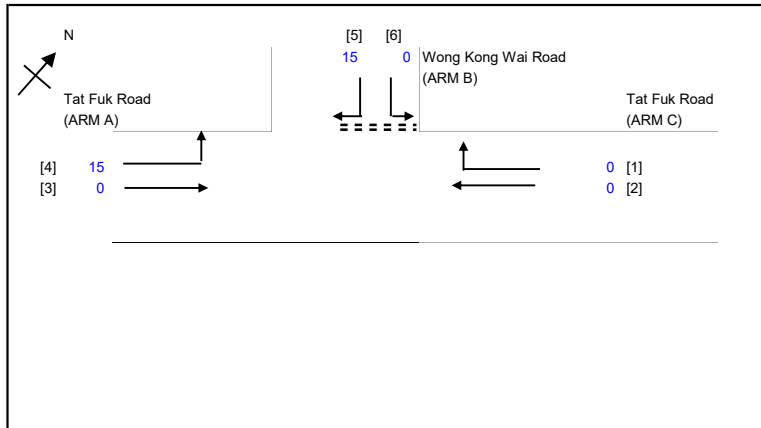 N
[5] [6]
15 0 Wong Kong Wai Road
(ARM B)
Tat Fuk Road
(ARM A)
Tat Fuk Road
(ARM C)
[4] 15
[3] 0
0 [1]
0 [2]